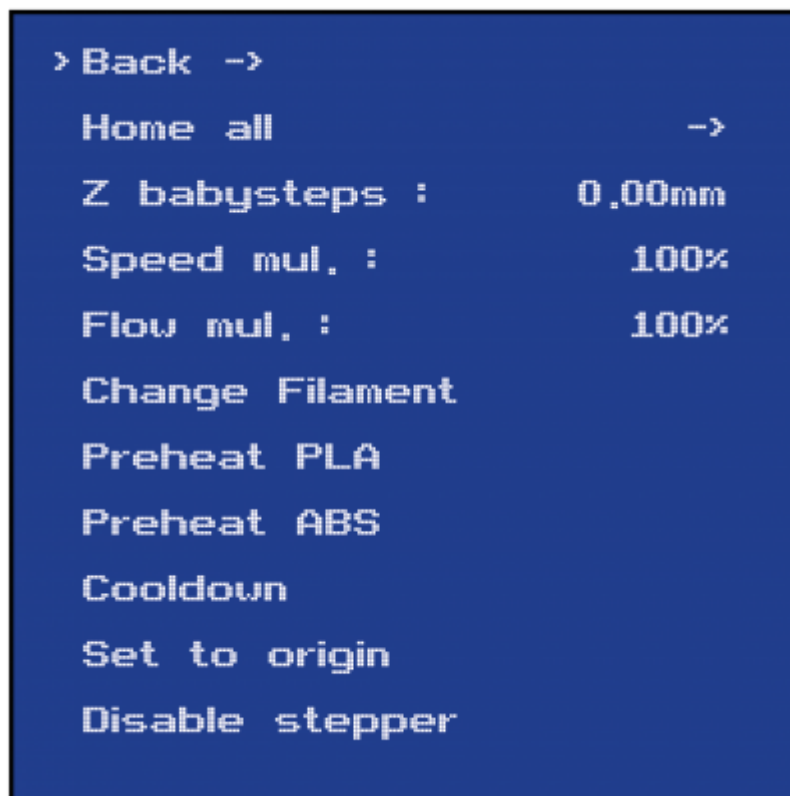 > Back ->
Home all ->
Z babysteps : 0.00mm
Speed mul. : 100%
Flow mul. : 100%
Change Filament
Preheat PLA
Preheat ABS
Cooldown
Set to origin
Disable stepper